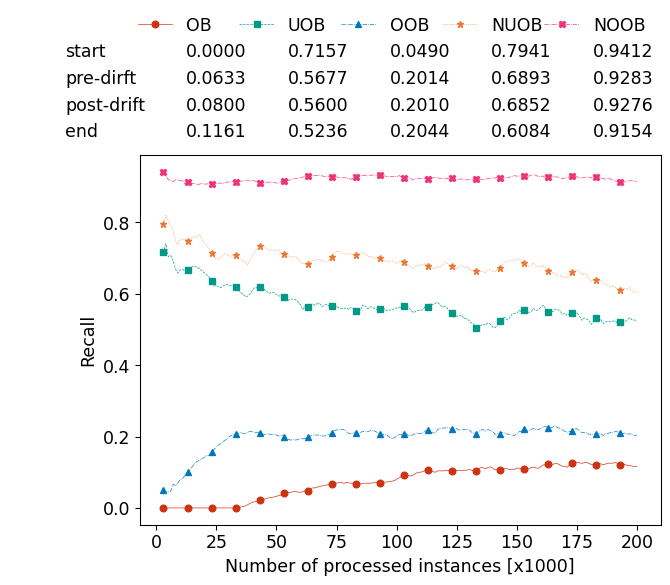 OB UOB OOB NUOB NOOB
start 0.0000 0.7157 0.0490 0.7941 0.9412
pre-dirft 0.0633 0.5677 0.2014 0.6893 0.9283
post-drift 0.0800 0.5600 0.2010 0.6852 0.9276
end 0.1161 0.5236 0.2044 0.6084 0.9154
0.8
0.6
0.4
0.2
0.0
Recall
0 25 50 75 100 125 150 175 200
Number of processed instances [x1000]